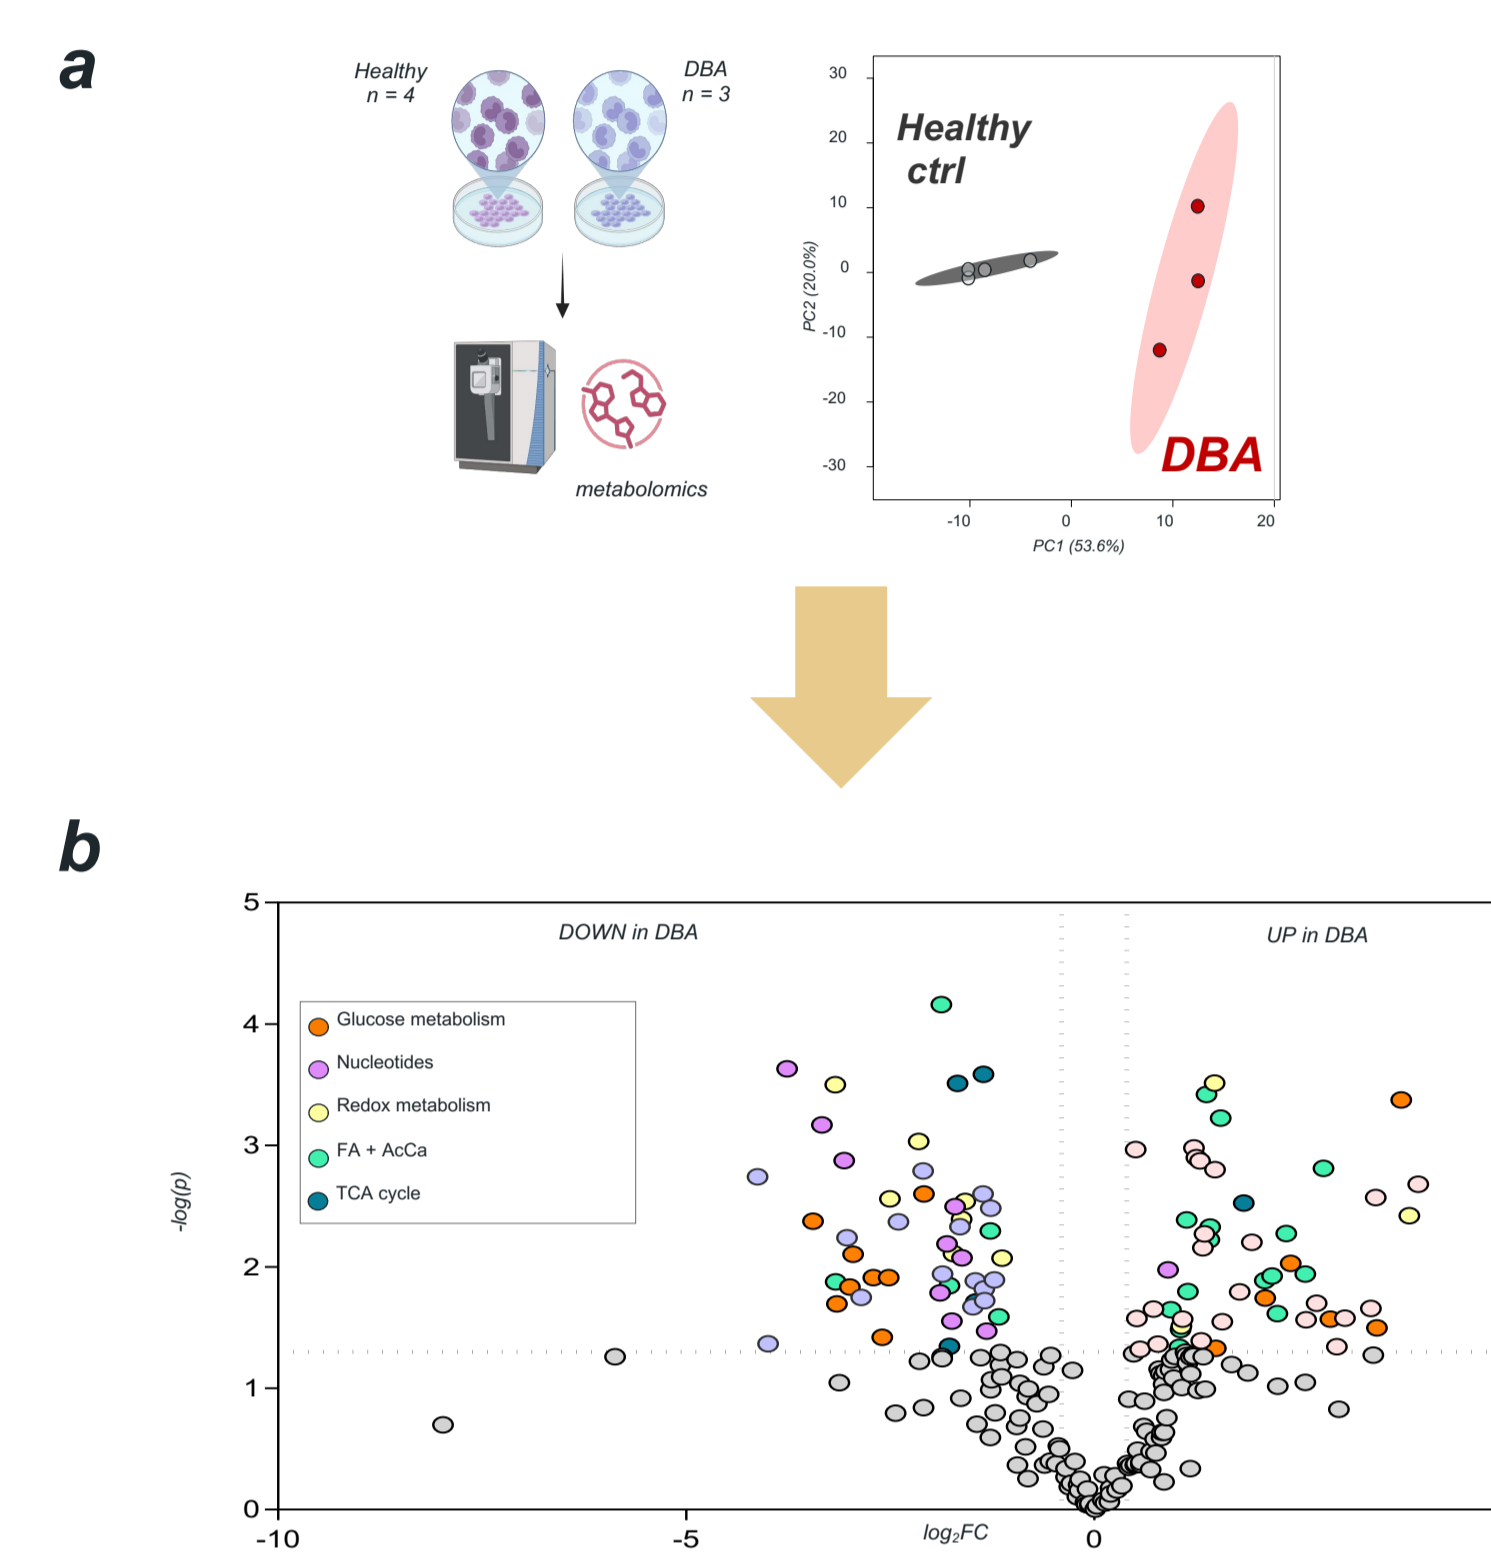 a
Healthy
n = 4
DBA
n = 3
metabolomics
30
20
10
0
-10
-20
-30
PC2 (20.0%)
Healthy
ctrl
DBA
-10
0
10
20
PC1 (53.6%)
b
5
4
3
2
1
0
-log(p)
DOWN in DBA
UP in DBA
Glucose metabolism
Nucleotides
Redox metabolism
FA + AcCa
TCA cycle
-10
-5
0
log₂FC